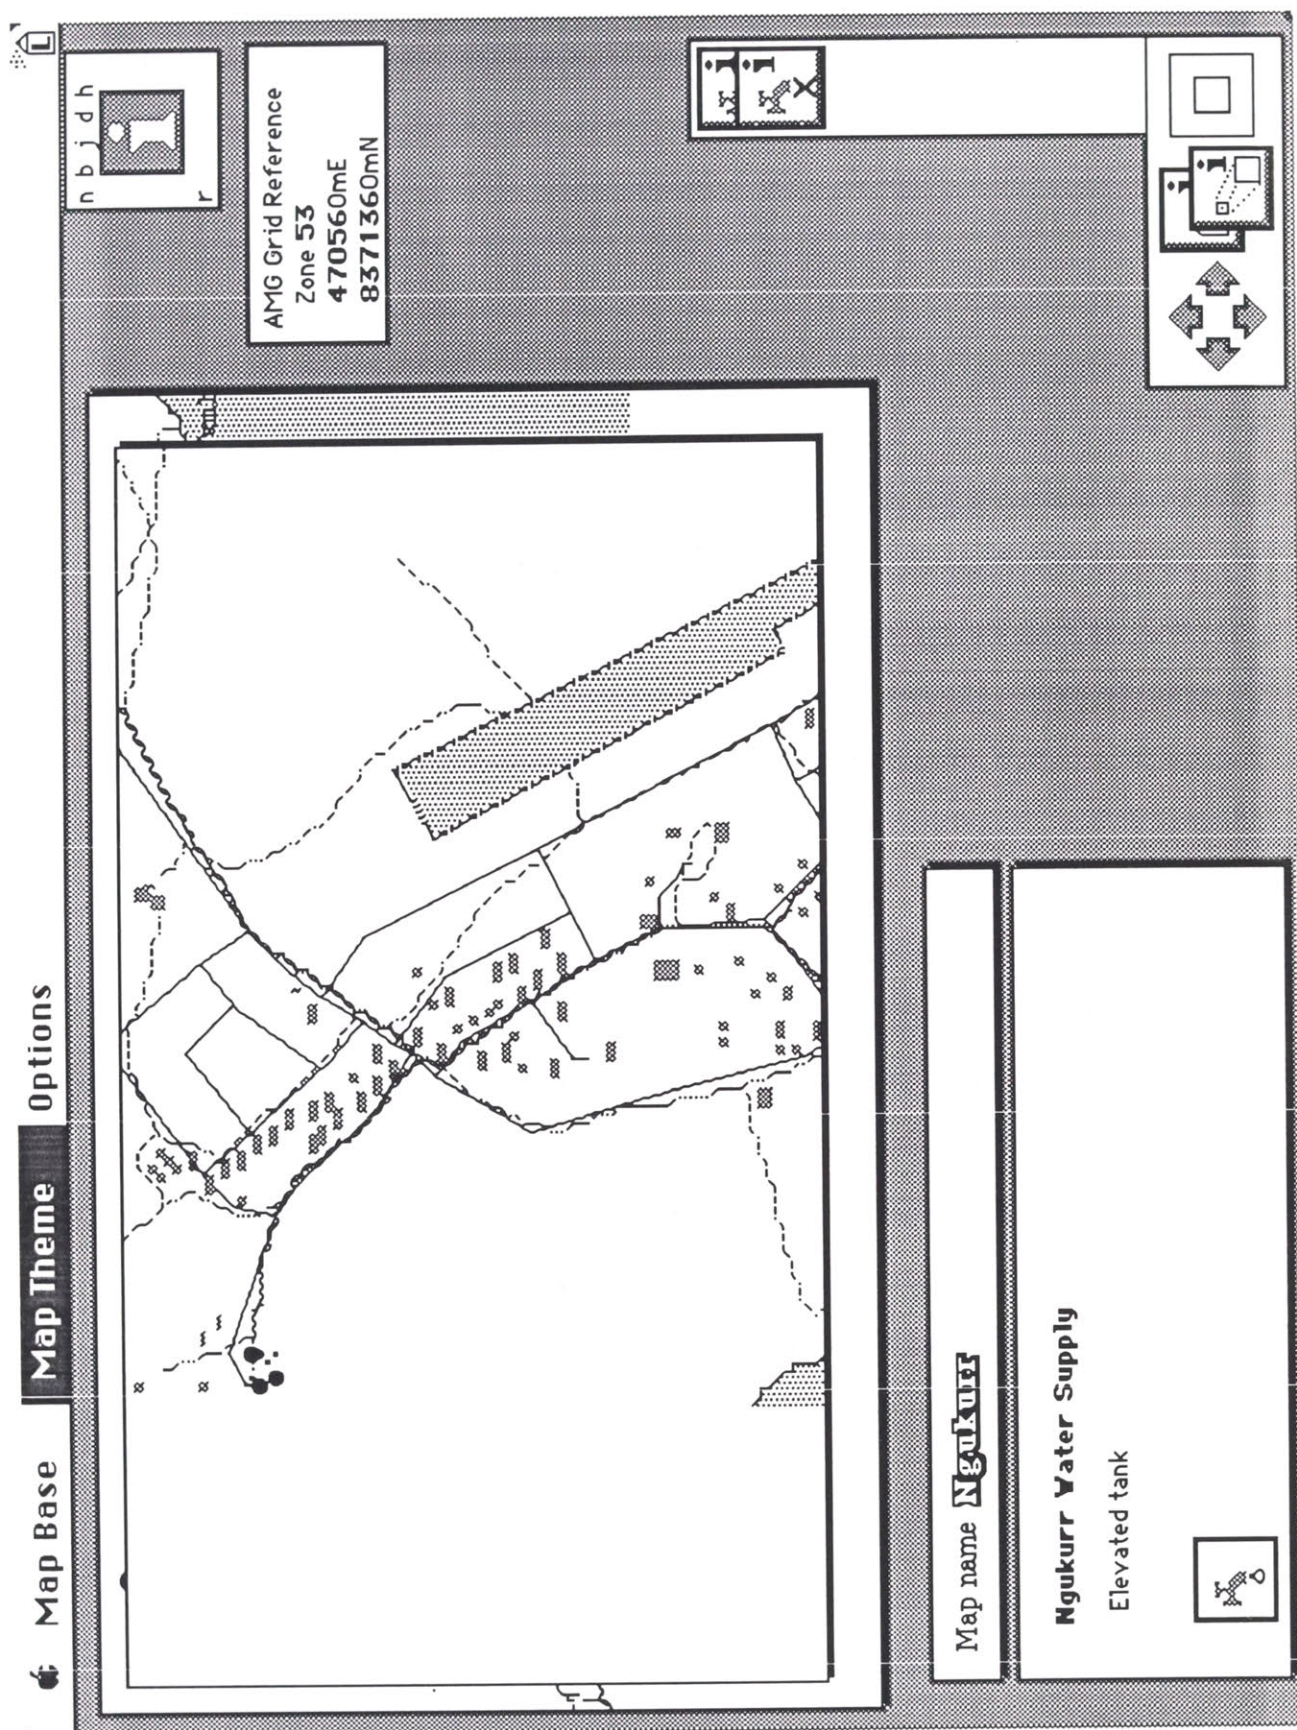 Map Base Map Theme Options
L
n b j d h
r
AMG Grid Reference
Zone 53
470560mE
8371360mN
Map name Ngukurr
Ngukurr Water Supply
Elevated tank